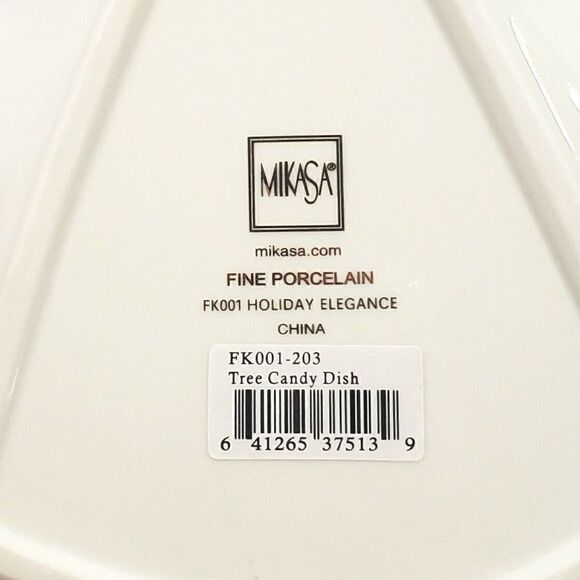 MIKASA®
mikasa.com
FINE PORCELAIN
FK001 HOLIDAY ELEGANCE
CHINA
FK001-203
Tree Candy Dish
6 41265 37513 9